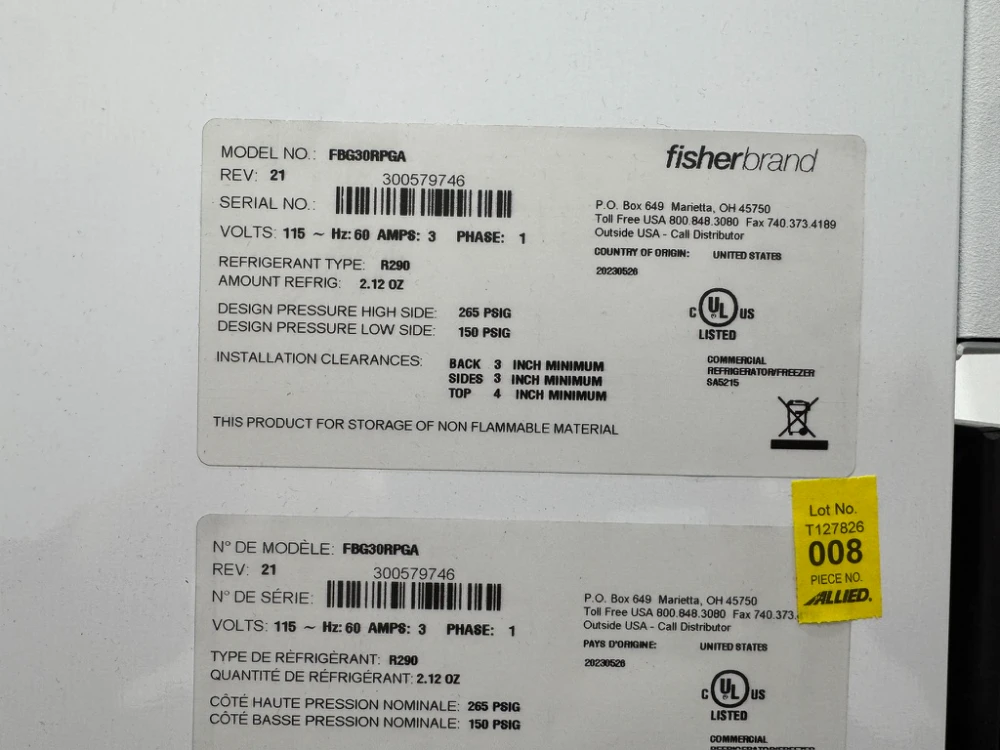 MODEL NO.: FBG30RPGA
fisherbrand
REV: 21
300579746
SERIAL NO.:
VOLTS: 115 ~ Hz: 60 AMPS: 3 PHASE: 1
REFRIGERANT TYPE: R290
AMOUNT REFRIG: 2.12 OZ
DESIGN PRESSURE HIGH SIDE: 265 PSIG
DESIGN PRESSURE LOW SIDE: 150 PSIG
INSTALLATION CLEARANCES: BACK 3 INCH MINIMUM
SIDES 3 INCH MINIMUM
TOP 4 INCH MINIMUM
THIS PRODUCT FOR STORAGE OF NON FLAMMABLE MATERIAL
P.O. Box 649 Marietta, OH 45750
Toll Free USA 800.848.3080 Fax 740.373.4189
Outside USA - Call Distributor
COUNTRY OF ORIGIN: UNITED STATES
20230526
C UL US
LISTED
COMMERCIAL
REFRIGERATOR/FREEZER
SA5215
Lot No.
T127826
008
PIECE NO.
ALLIED.
N° DE MODÈLE: FBG30RPGA
REV: 21
300579746
N° DE SÉRIE:
VOLTS: 115 ~ Hz: 60 AMPS: 3 PHASE: 1
TYPE DE RÉFRIGÉRANT: R290
QUANTITÉ DE RÉFRIGÉRANT: 2.12 OZ
CÔTÉ HAUTE PRESSION NOMINALE: 265 PSIG
CÔTÉ BASSE PRESSION NOMINALE: 150 PSIG
P.O. Box 649 Marietta, OH 45750
Toll Free USA 800.848.3080 Fax 740.373.
Outside USA - Call Distributor
PAYS D'ORIGINE: UNITED STATES
20230526
C UL US
LISTED
COMMERCIAL
REFRIGERATOR/FREEZER